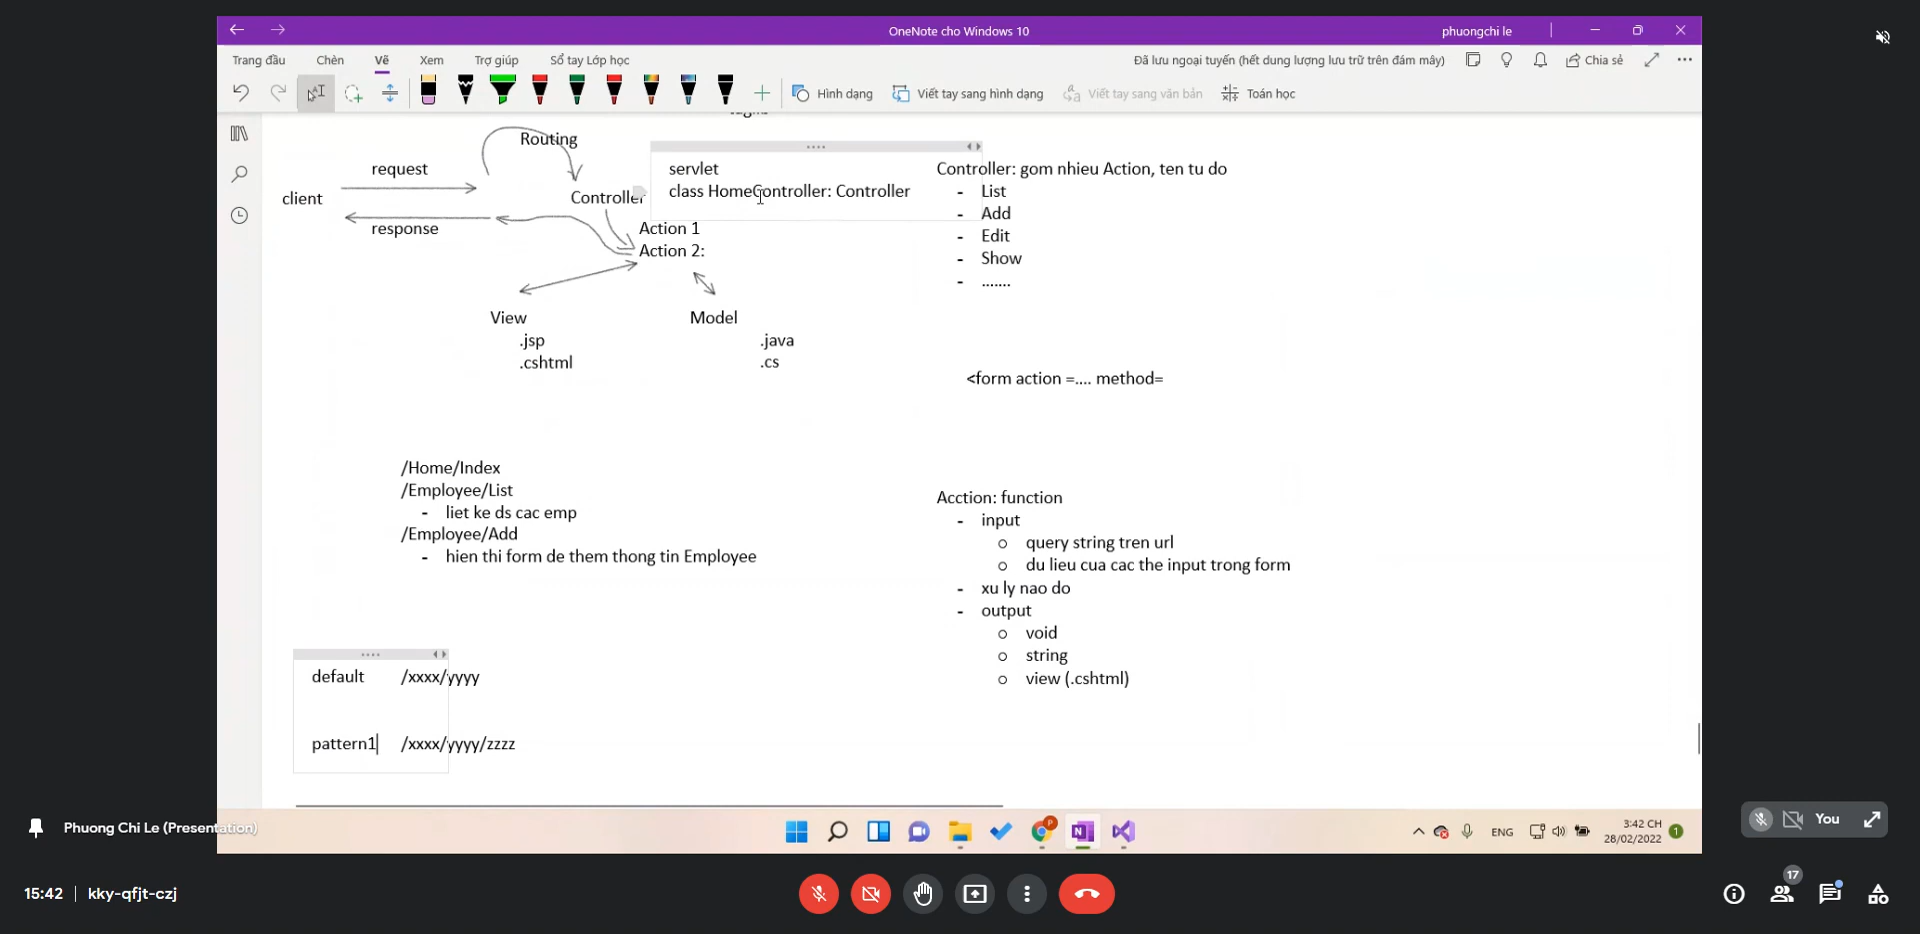 OneNote cho Windows 10
phuongchi le
Trang đầu
Chèn
Vẽ
Xem
Trợ giúp
Sổ tay Lớp học
Đã lưu ngoại tuyến (hết dung lượng lưu trữ trên đám mây)
Chia sẻ
Hình dạng
Viết tay sang hình dạng
Viết tay sang văn bản
Toán học
Routing
request
client
response
Controller
servlet
class HomeController: Controller
Action 1
Action 2:
View
.jsp
.cshtml
Model
.java
.cs
Controller: gom nhieu Action, ten tu do
- List
- Add
- Edit
- Show
- .......
<form action =.... method=
/Home/Index
/Employee/List
- liet ke ds cac emp
/Employee/Add
- hien thi form de them thong tin Employee
Acction: function
- input
o query string tren url
o du lieu cua cac the input trong form
- xu ly nao do
- output
o void
o string
o view (.cshtml)
default /xxxx/yyyy
pattern1 /xxxx/yyyy/zzzz
Phuong Chi Le (Presentation)
ENG
3:42 CH
28/02/2022
1
You
15:42 | kky-qfjt-czj
17